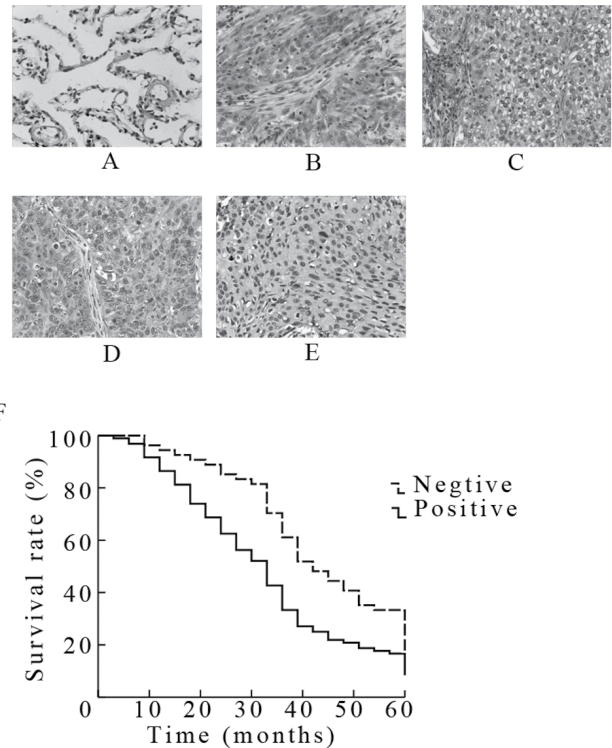 A
B
C
D
E
F
100
80
60
40
20
0
10
20
30
40
50
60
Survival rate (%)
Time (months)
Negtive
Positive